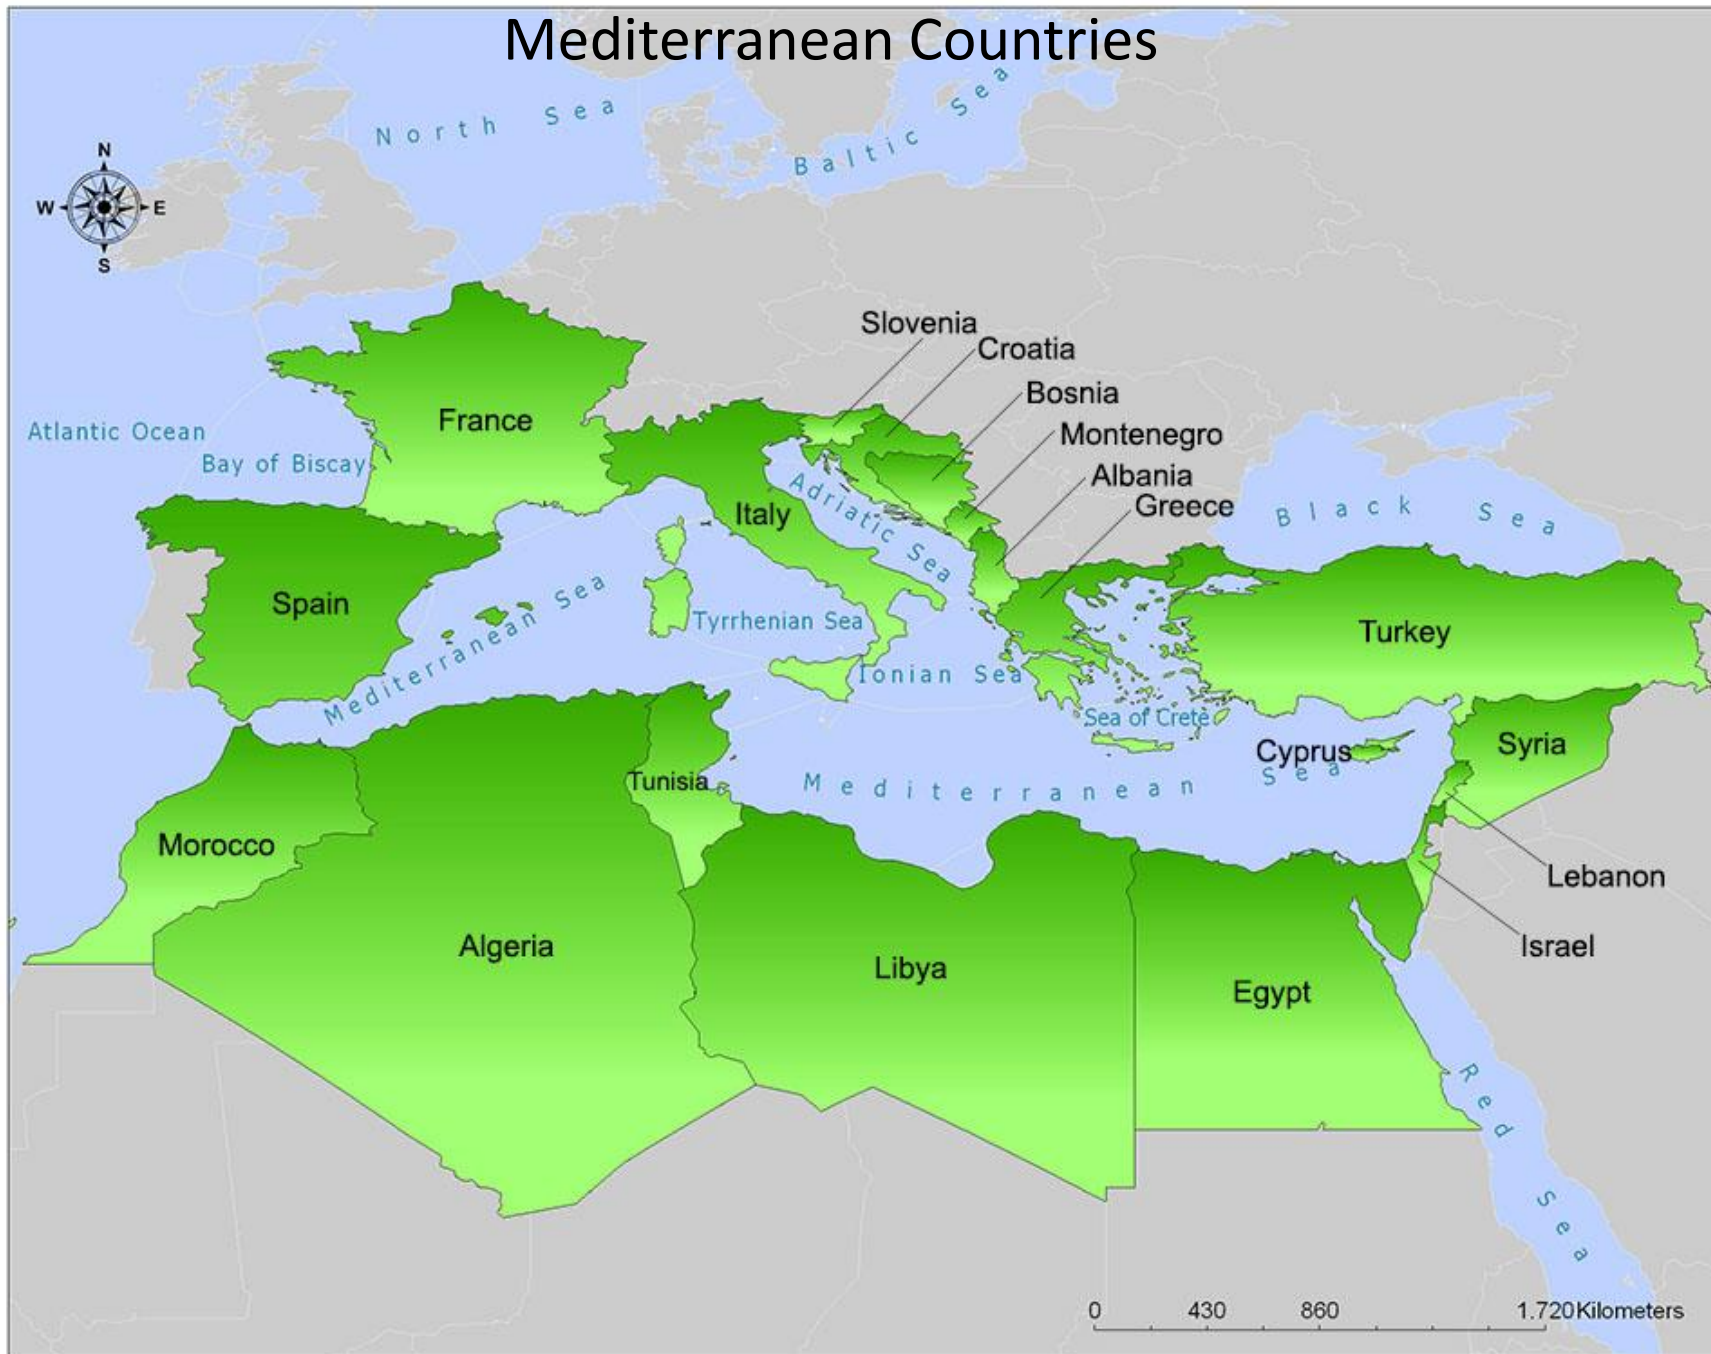 Mediterranean Countries
North Sea
Baltic Sea
N
W E
S
Slovenia
Croatia
Bosnia
Montenegro
Albania
Greece
France
Atlantic Ocean
Bay of Biscay
Italy
Adriatic Sea
Black Sea
Spain
Mediterranean Sea
Tyrrhenian Sea
Turkey
Ionian Sea
Sea of Crete
Cyprus
Syria
Tunisia
Mediterranean Sea
Morocco
Lebanon
Algeria
Libya
Israel
Egypt
Red Sea
0 430 860 1.720 Kilometers